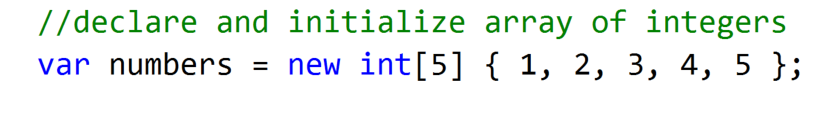 //declare and initialize array of integers
var numbers = new int[5] { 1, 2, 3, 4, 5 };